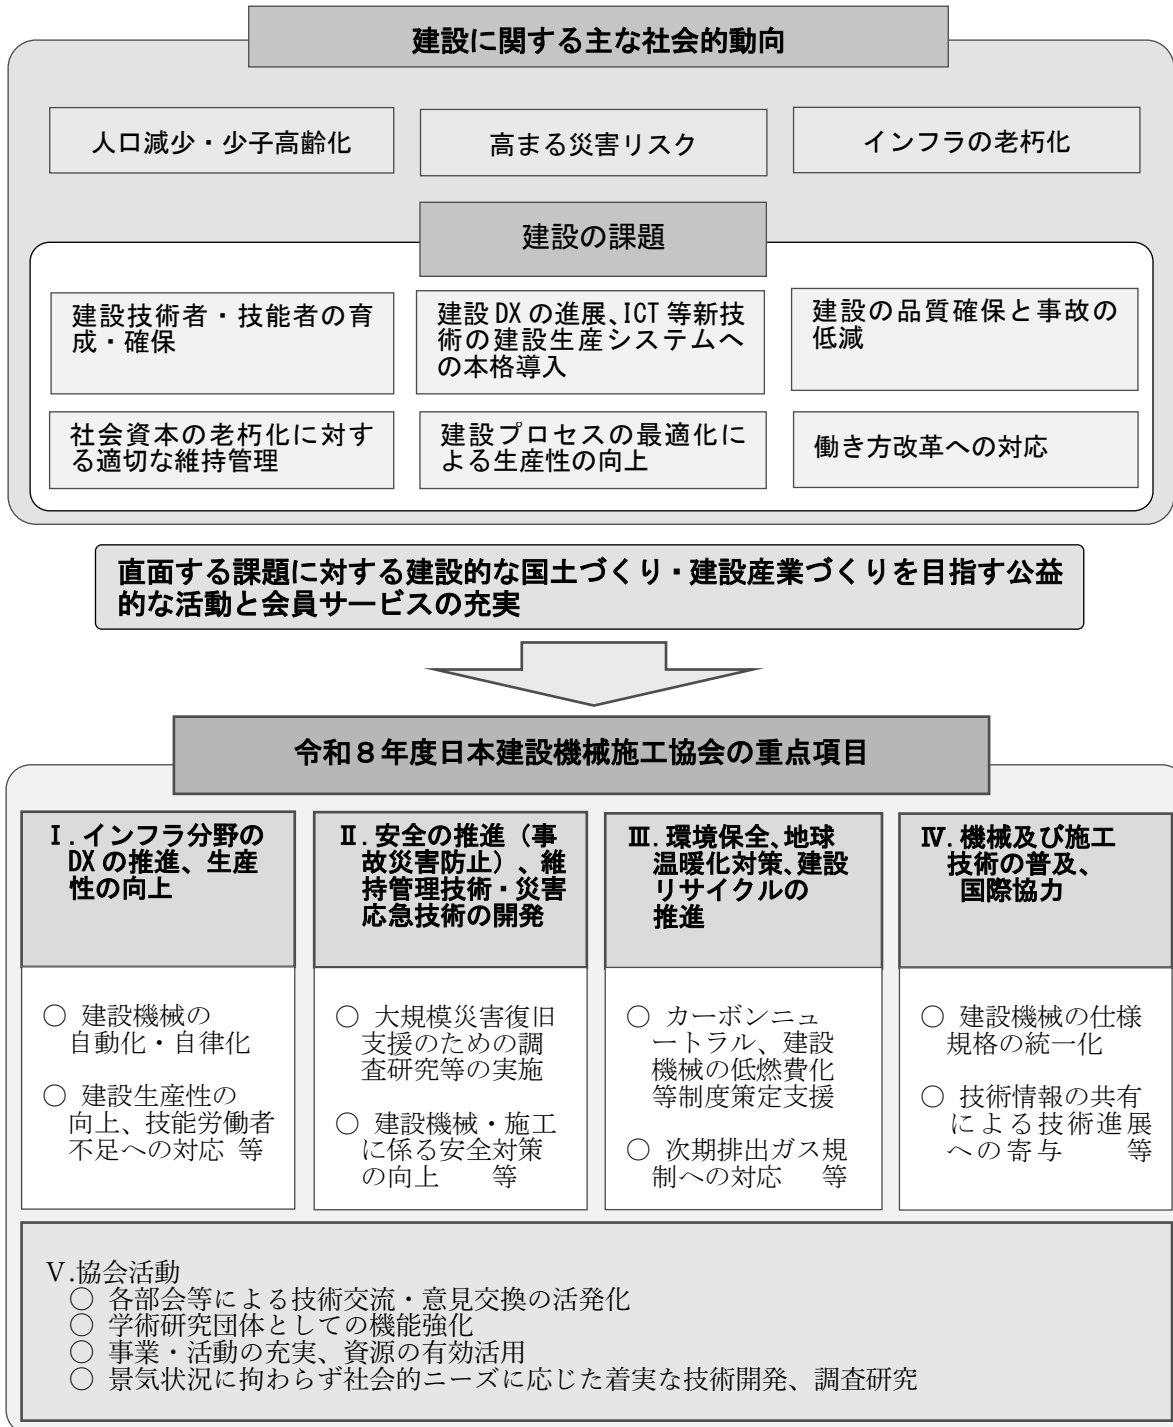 建設に関する主な社会的動向
人口減少・少子高齢化
高まる災害リスク
インフラの老朽化
建設の課題
建設技術者・技能者の育
成・確保
建設 DX の進展、ICT 等新技
術の建設生産システムへ
の本格導入
建設の品質確保と事故の
低減
社会資本の老朽化に対す
る適切な維持管理
建設プロセスの最適化に
よる生産性の向上
働き方改革への対応
直面する課題に対する建設的な国土づくり・建設産業づくりを目指す公益
的な活動と会員サービスの充実
令和8年度日本建設機械施工協会の重点項目
Ⅰ.インフラ分野の
DX の推進、生産
性の向上
○ 建設機械の
自動化・自律化
○ 建設生産性の
向上、技能労働者
不足への対応 等
Ⅱ.安全の推進（事
故災害防止）、維
持管理技術・災害
応急技術の開発
○ 大規模災害復旧
支援のための調
査研究等の実施
○ 建設機械・施工
に係る安全対策
の向上 等
Ⅲ.環境保全、地球
温暖化対策、建設
リサイクルの
推進
○ カーボンニュ
ートラル、建設
機械の低燃費化
等制度策定支援
○ 次期排出ガス規
制への対応 等
Ⅳ.機械及び施工
技術の普及、
国際協力
○ 建設機械の仕様
規格の統一化
○ 技術情報の共有
による技術進展
への寄与 等
Ⅴ.協会活動
○ 各部会等による技術交流・意見交換の活発化
○ 学術研究団体としての機能強化
○ 事業・活動の充実、資源の有効活用
○ 景気状況に拘わらず社会的ニーズに応じた着実な技術開発、調査研究